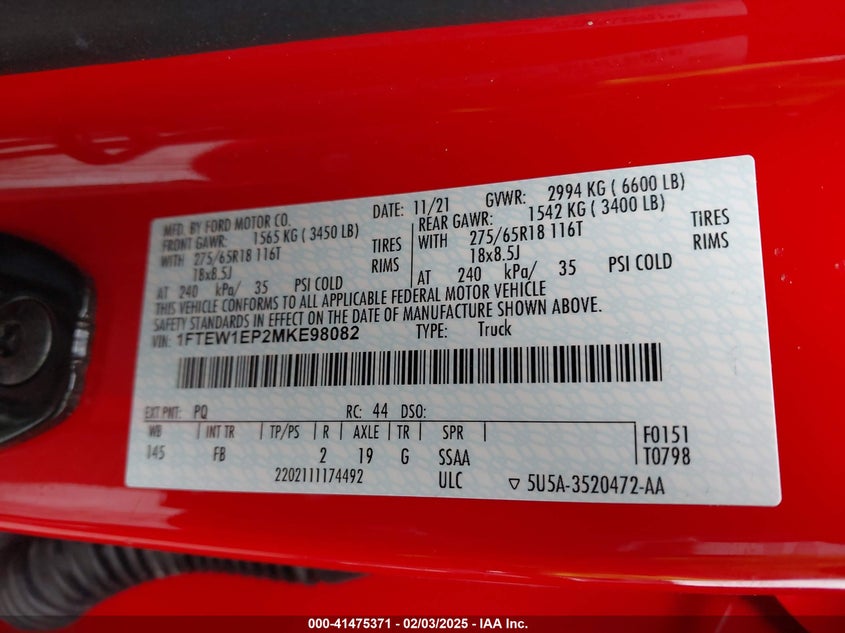 MFD. BY FORD MOTOR CO.
DATE: 11/21 GVWR: 2994 KG ( 6600 LB)
FRONT GAWR: 1565 KG ( 3450 LB)
REAR GAWR: 1542 KG ( 3400 LB)
WITH 275/65R18 116T TIRES
WITH 275/65R18 116T TIRES
18x8.5J RIMS
18x8.5J RIMS
AT 240 kPa/ 35 PSI COLD
AT 240 kPa/ 35 PSI COLD
THIS VEHICLE CONFORMS TO ALL APPLICABLE FEDERAL MOTOR VEHICLE
SAFETY STANDARDS IN EFFECT ON THE DATE OF MANUFACTURE SHOWN ABOVE.
VIN: 1FTEW1EP2MKE98082 TYPE: Truck
EXT PNT: PQ RC: 44 DSO:
WB INT TR TP/PS R AXLE TR SPR F0151
145 FB 2 19 G SSAA T0798
2202111174492 ULC ▽ 5U5A-3520472-AA
000-41475371 - 02/03/2025 - IAA Inc.